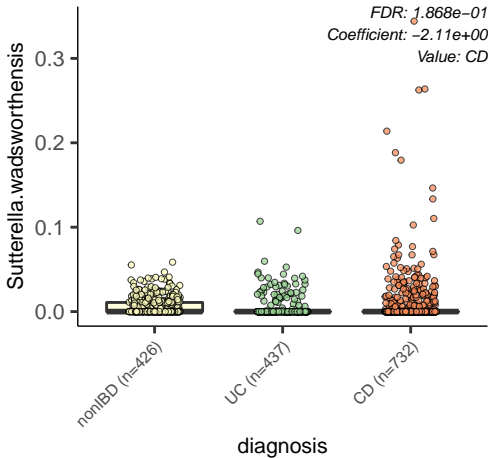 FDR: 1.868e−01
Coefficient: −2.11e+00
Value: CD
Sutterella.wadsworthensis
0.3
0.2
0.1
0.0
nonIBD (n=426)
UC (n=437)
CD (n=732)
diagnosis